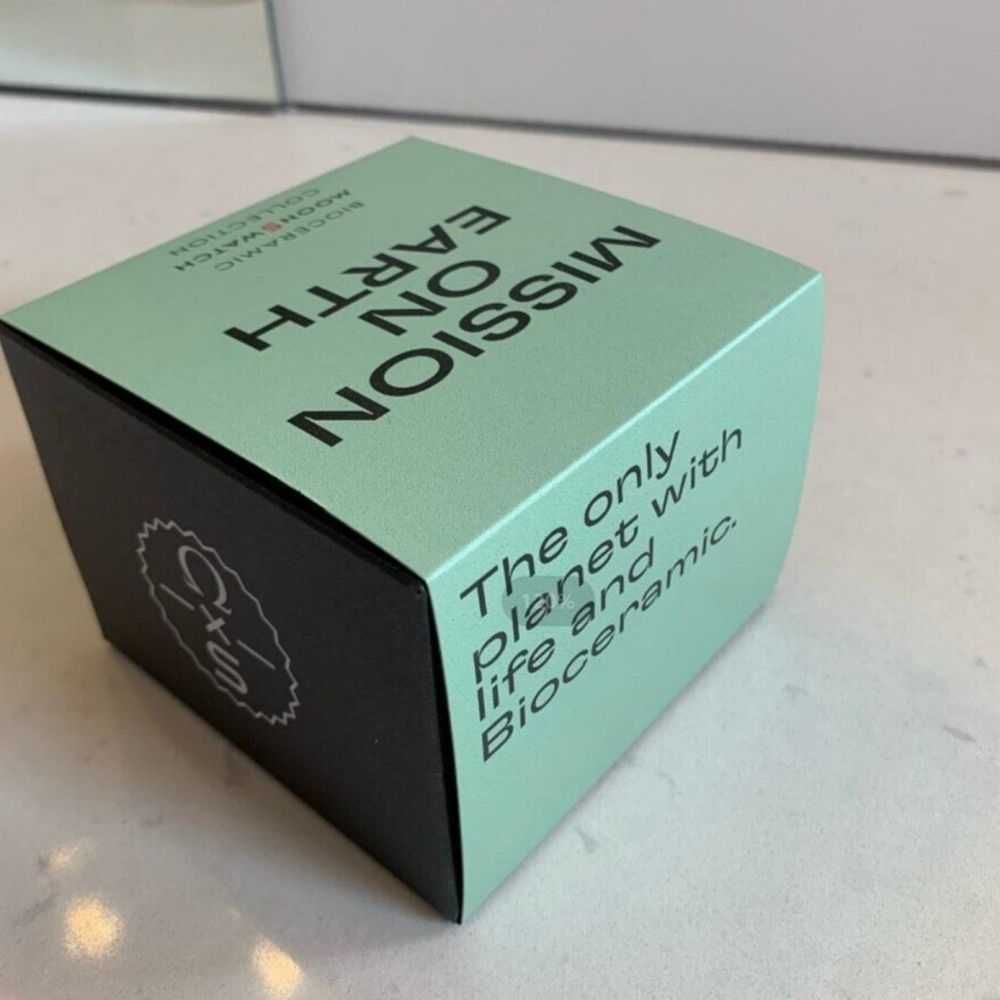 MISSION
ON
EARTH
BIOCERAMIC
MOONSWATCH
COLLECTION
The only
planet with
life and
Bioceramic.
Ω×S